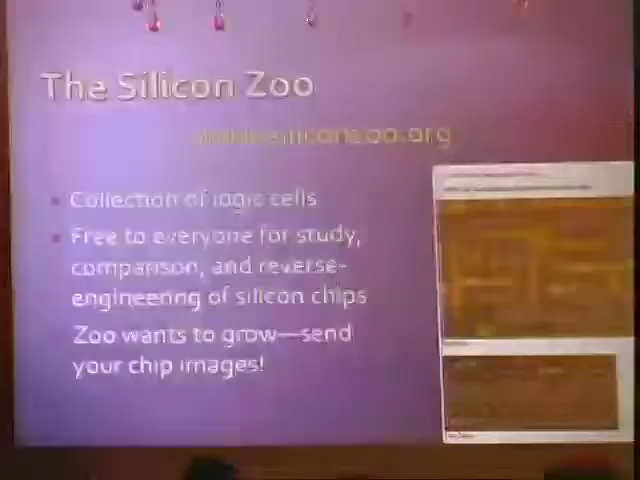 The Silicon Zoo
www.siliconzoo.org
Collection of logic cells
Free to everyone for study,
comparison, and reverse-
engineering of silicon chips
Zoo wants to grow—send
your chip images!